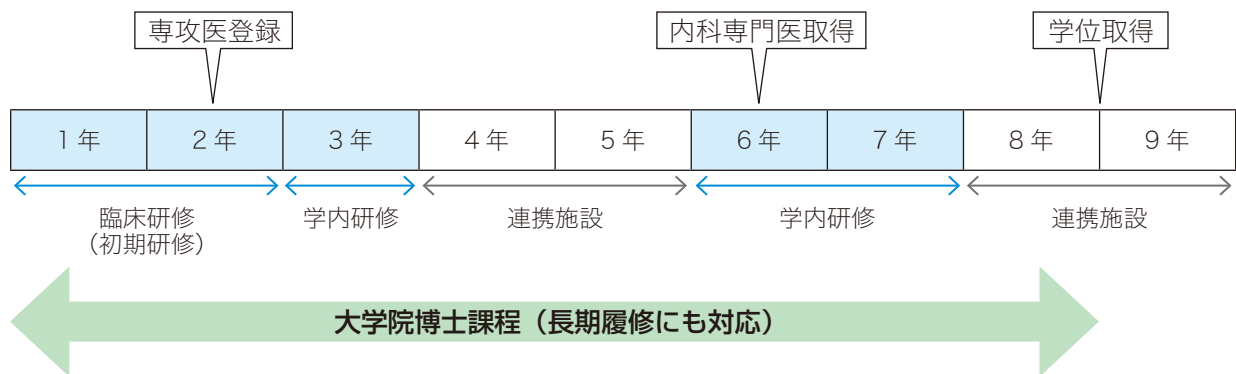 専攻医登録
内科専門医取得
学位取得
1年
2年
3年
4年
5年
6年
7年
8年
9年
臨床研修
（初期研修）
学内研修
連携施設
学内研修
連携施設
大学院博士課程（長期履修にも対応）